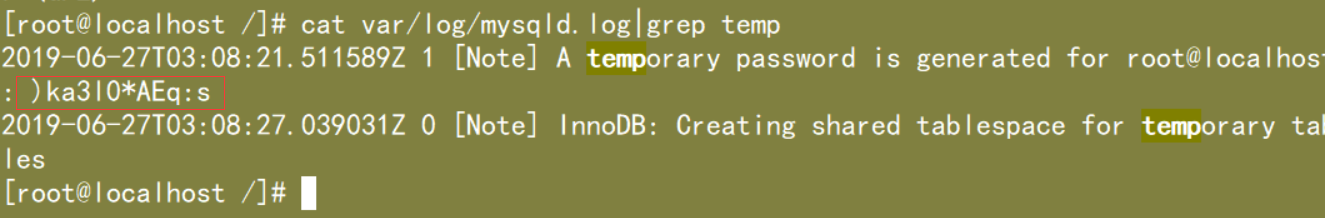 [root@localhost /]# cat var/log/mysqld.log|grep temp
2019-06-27T03:08:21.511589Z 1 [Note] A temporary password is generated for root@localhost
: )ka3l0*AEq:s
2019-06-27T03:08:27.039031Z 0 [Note] InnoDB: Creating shared tablespace for temporary tab
les
[root@localhost /]#